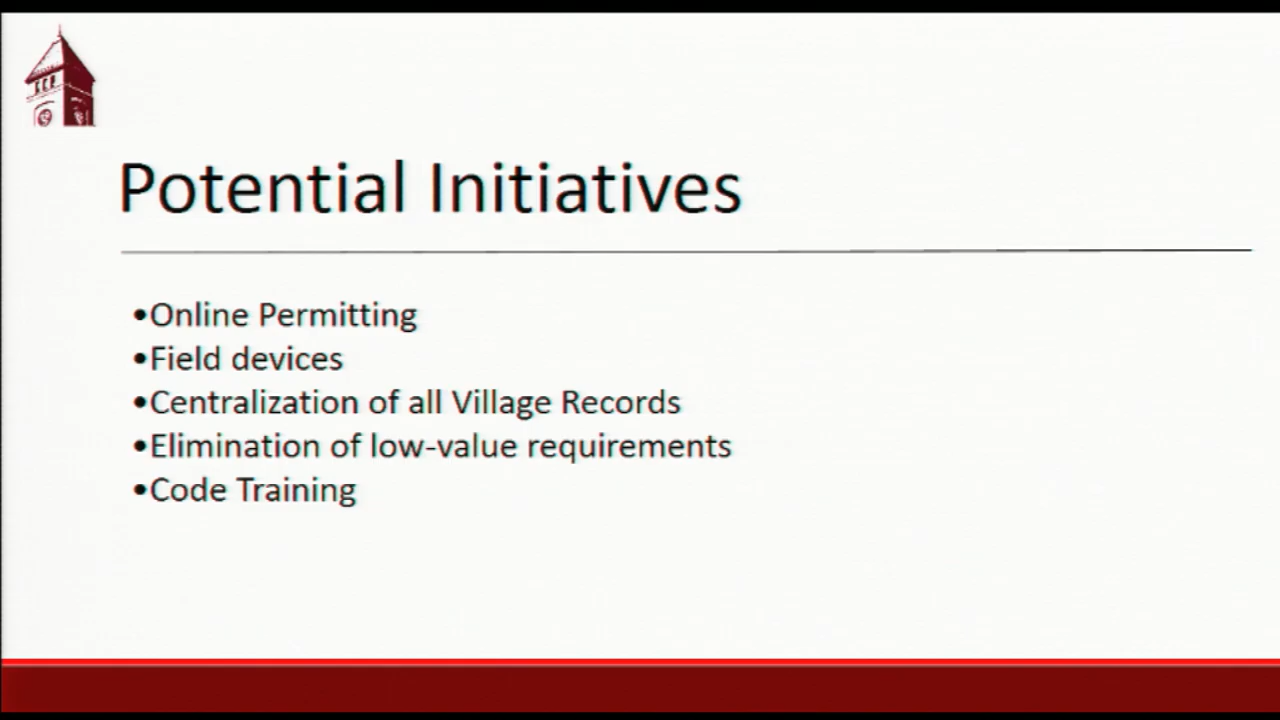 Potential Initiatives
•Online Permitting
•Field devices
•Centralization of all Village Records
•Elimination of low-value requirements
•Code Training